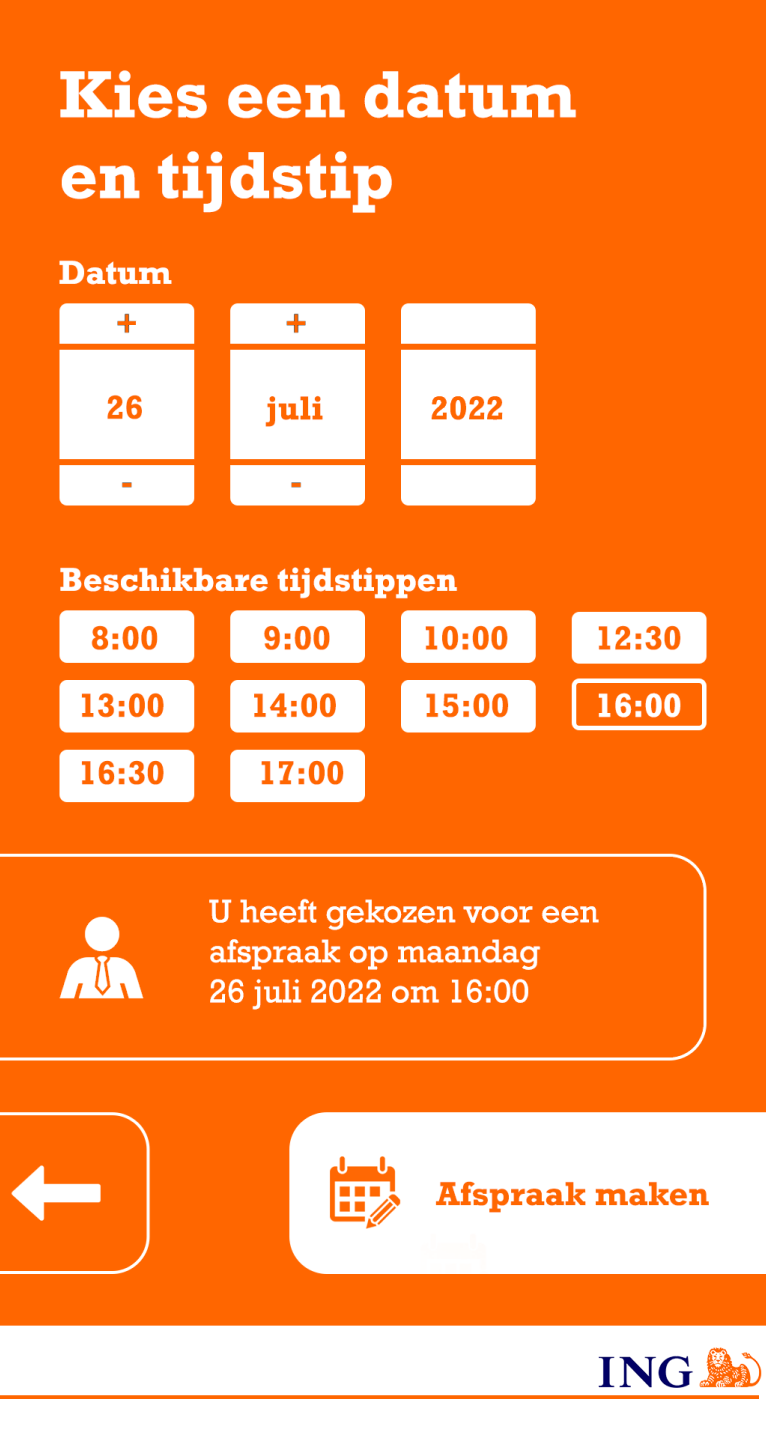 Kies een datum
en tijdstip
Datum
+ +
26 juli 2022
- -
Beschikbare tijdstippen
8:00 9:00 10:00 12:30
13:00 14:00 15:00 16:00
16:30 17:00
U heeft gekozen voor een
afspraak op maandag
26 juli 2022 om 16:00
Afspraak maken
ING